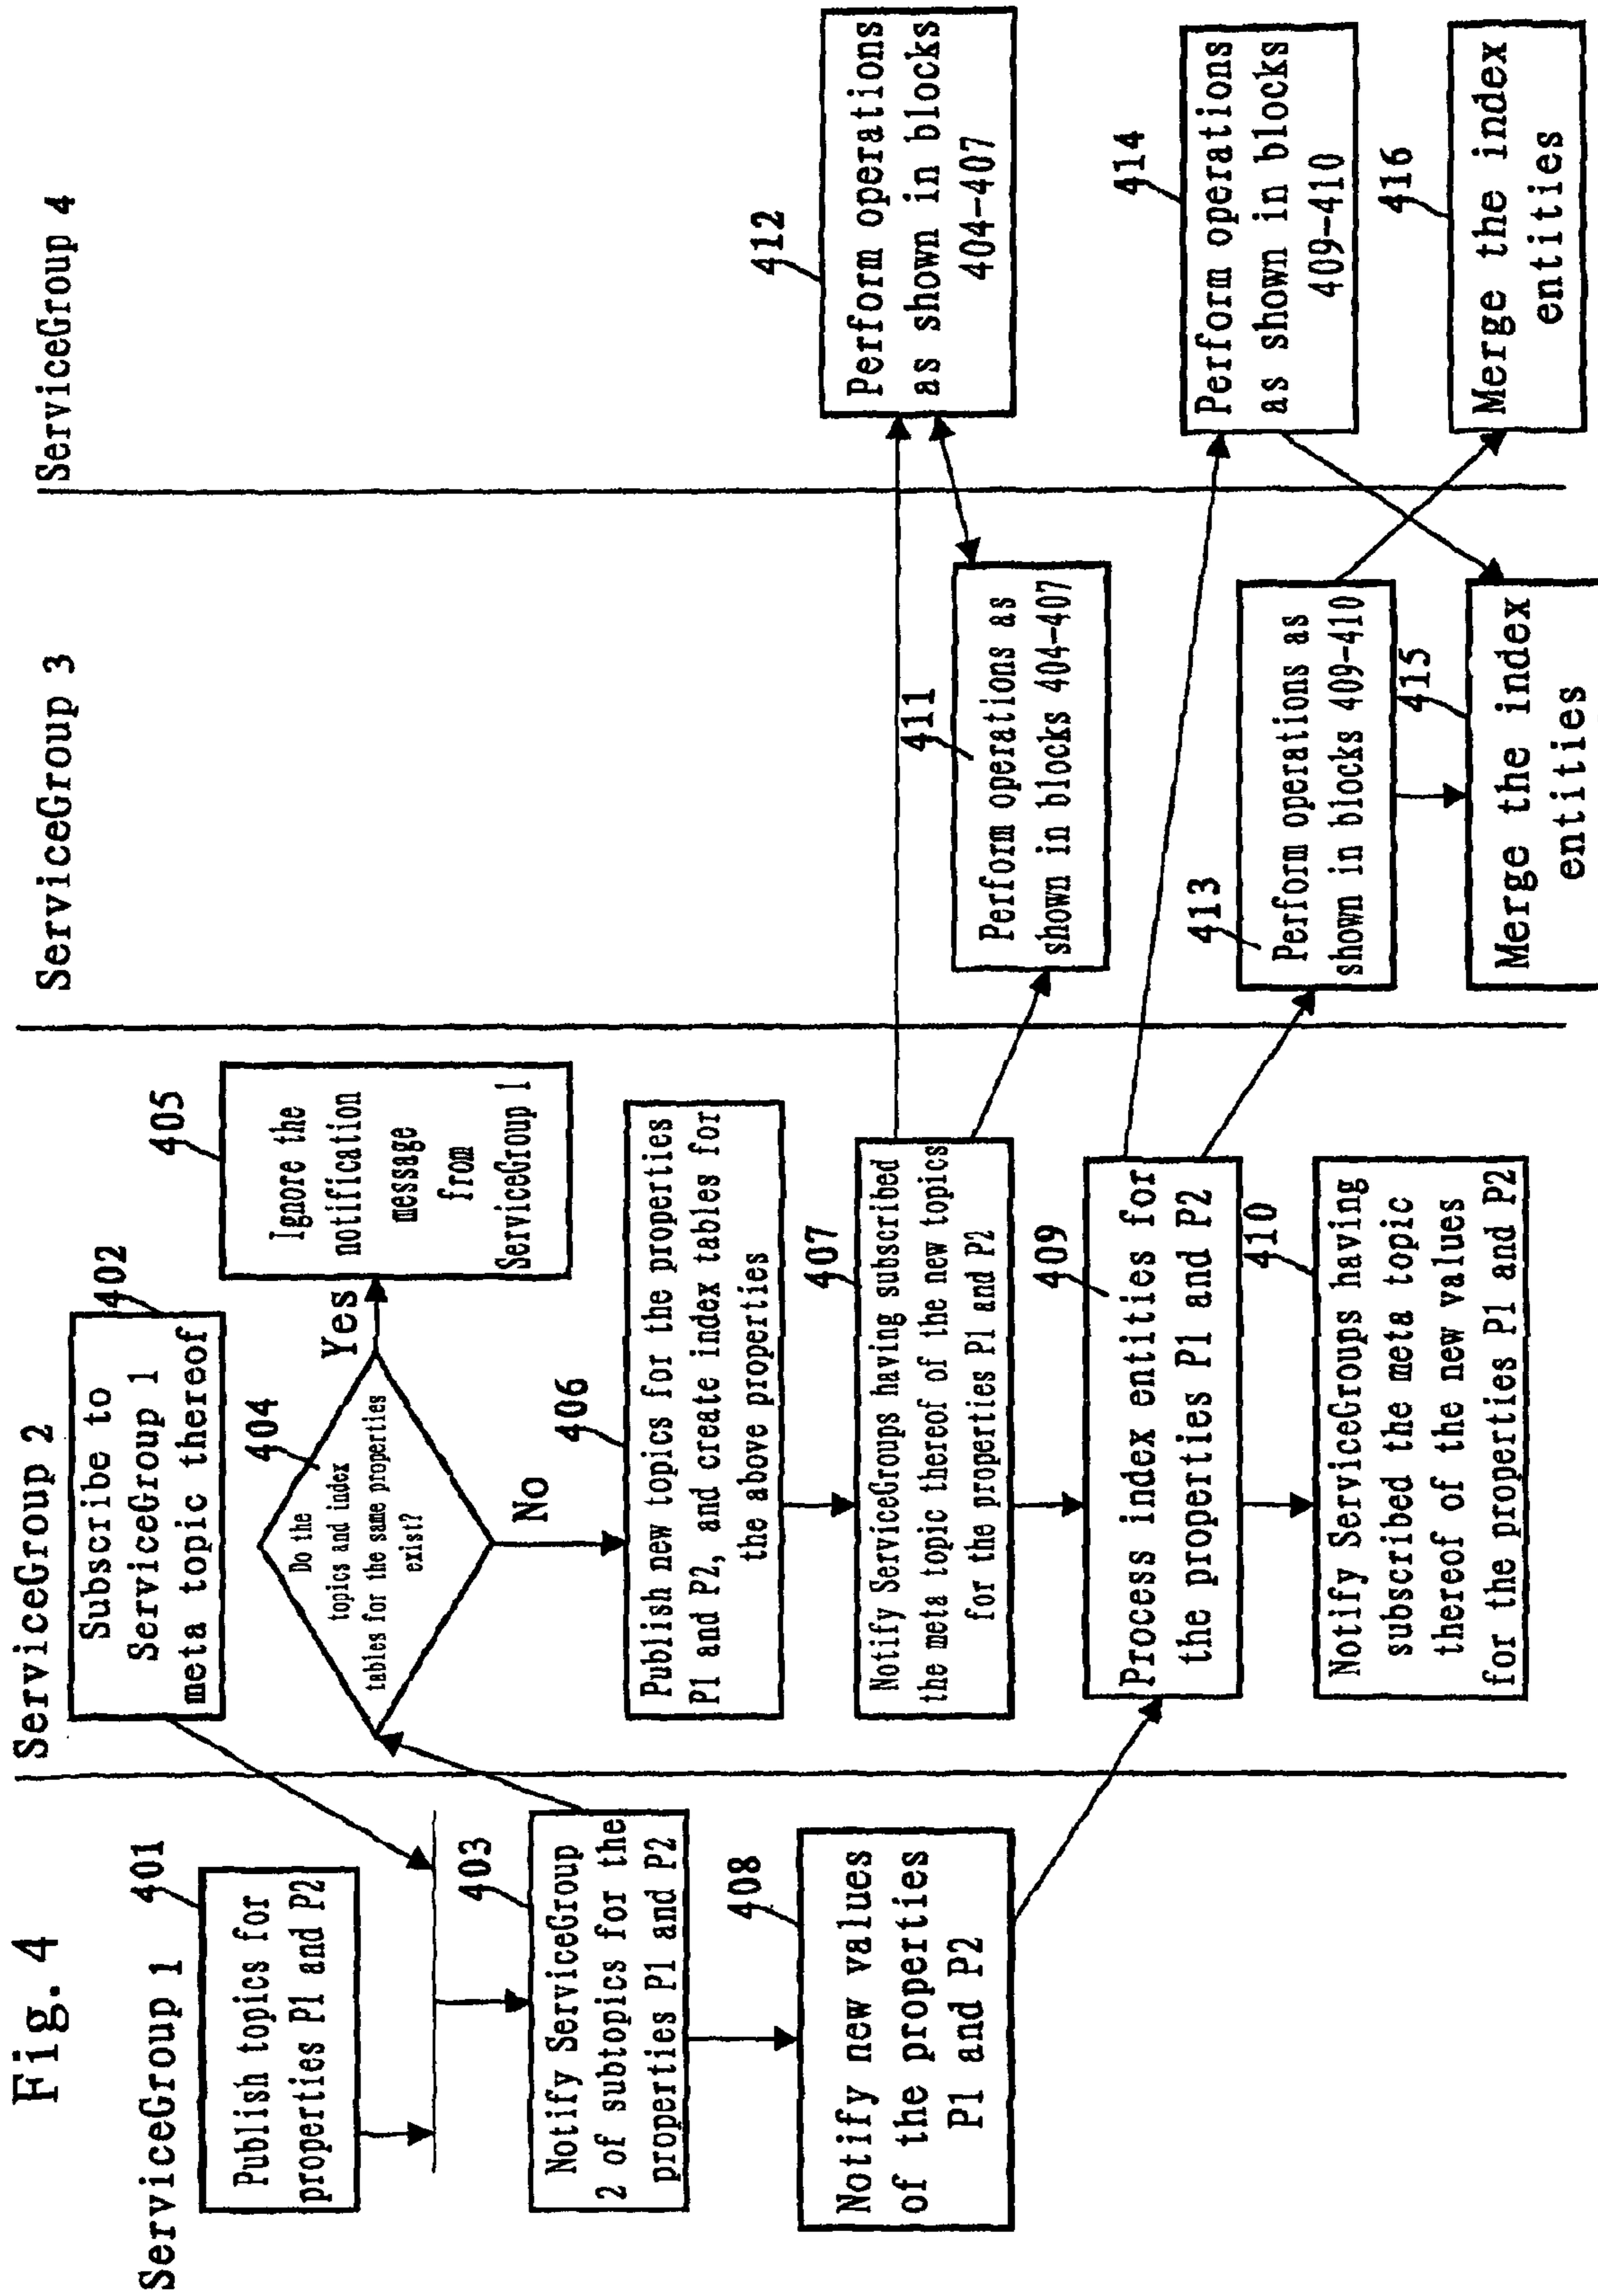 Fig. 4
ServiceGroup 1
ServiceGroup 2
ServiceGroup 3
ServiceGroup 4
401
Publish topics for
properties P1 and P2
402
Subscribe to
ServiceGroup 1
meta topic thereof
403
Notify ServiceGroup
2 of subtopics for the
properties P1 and P2
404
Do the
topics and index
tables for the same properties
exist?
Yes
No
405
Ignore the
notification
message
from
ServiceGroup 1
406
Publish new topics for the properties
P1 and P2, and create index tables for
the above properties
407
Notify ServiceGroups having subscribed
the meta topic thereof of the new topics
for the properties P1 and P2
408
Notify new values
of the properties
P1 and P2
409
Process index entities for
the properties P1 and P2
410
Notify ServiceGroups having
subscribed the meta topic
thereof of the new values
for the properties P1 and P2
411
Perform operations as
shown in blocks 404-407
412
Perform operations
as shown in blocks
404-407
413
Perform operations as
shown in blocks 409-410
414
Perform operations
as shown in blocks
409-410
415
Merge the index
entities
416
Merge the index
entities